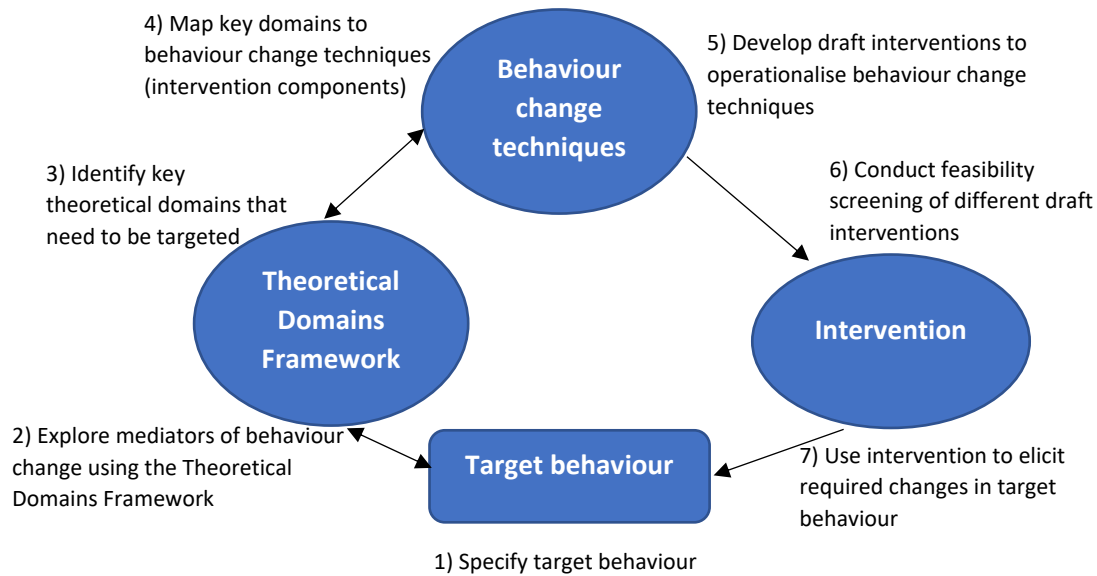 4) Map key domains to
behaviour change techniques
(intervention components)
Behaviour
change
techniques
5) Develop draft interventions to
operationalise behaviour change
techniques
3) Identify key
theoretical domains that
need to be targeted
6) Conduct feasibility
screening of different draft
interventions
Theoretical
Domains
Framework
Intervention
2) Explore mediators of behaviour
change using the Theoretical
Domains Framework
Target behaviour
7) Use intervention to elicit
required changes in target
behaviour
1) Specify target behaviour